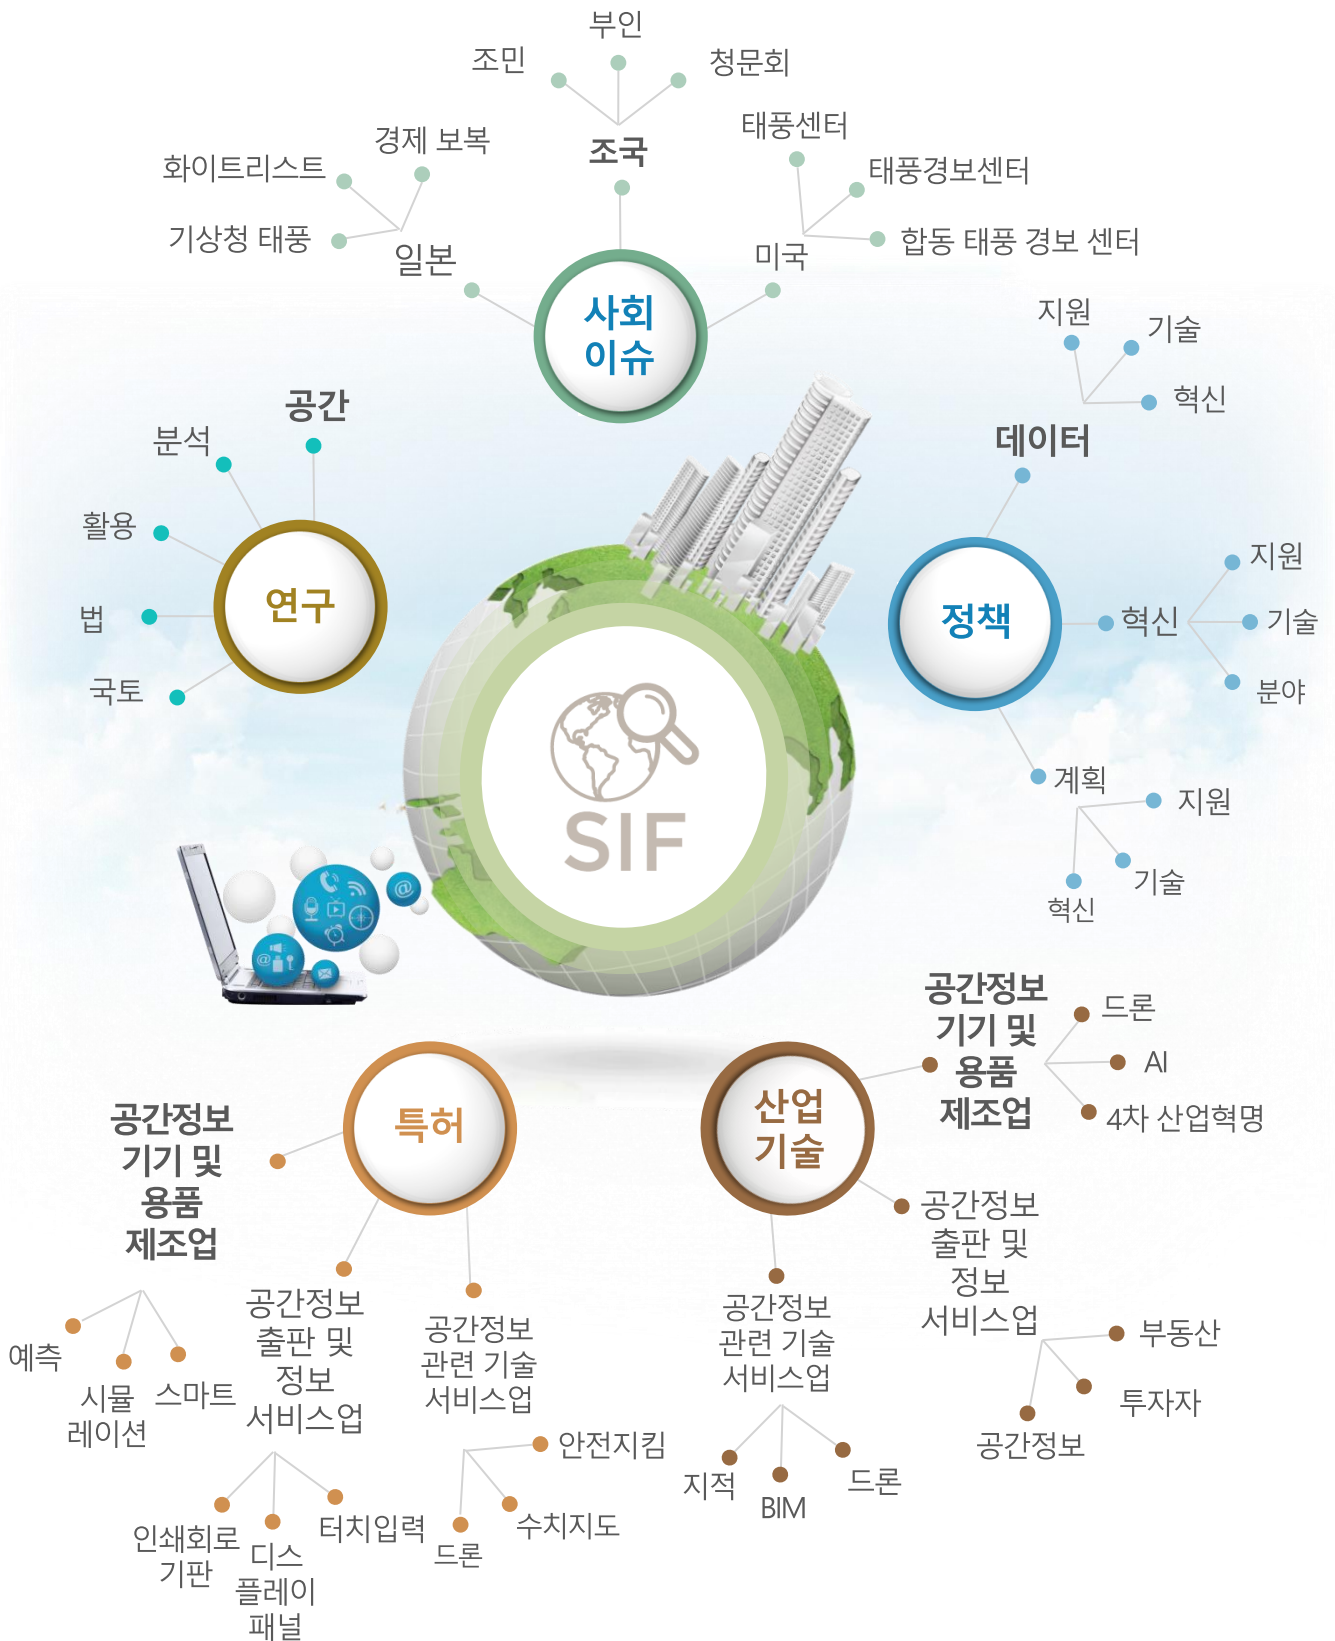 부인
조민
청문회
조국
경제 보복
화이트리스트
기상청 태풍
일본
태풍센터
태풍경보센터
합동 태풍 경보 센터
미국
사회
이슈
지원
기술
혁신
데이터
공간
분석
활용
법
국토
연구
정책
혁신
지원
기술
분야
계획
지원
기술
혁신
SIF
@
@
공간정보
기기 및
용품
제조업
드론
AI
4차 산업혁명
산업
기술
특허
공간정보
기기 및
용품
제조업
예측
시뮬
레이션
스마트
공간정보
출판 및
정보
서비스업
인쇄회로
기판
디스
플레이
패널
터치입력
공간정보
관련 기술
서비스업
안전지킴
수치지도
드론
공간정보
관련 기술
서비스업
지적
BIM
드론
공간정보
출판 및
정보
서비스업
부동산
투자자
공간정보